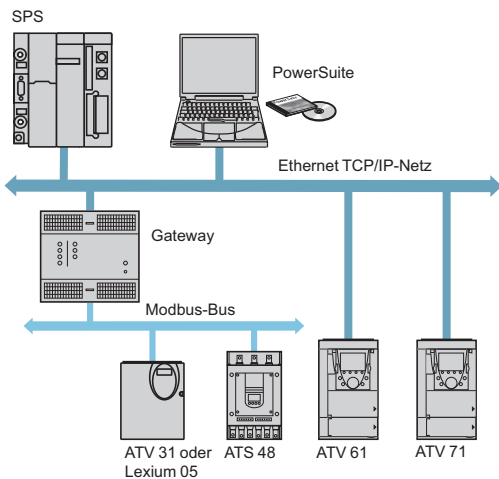 SPS
PowerSuite
Ethernet TCP/IP-Netz
Gateway
Modbus-Bus
ATV 31 oder
Lexium 05
ATS 48
ATV 61
ATV 71